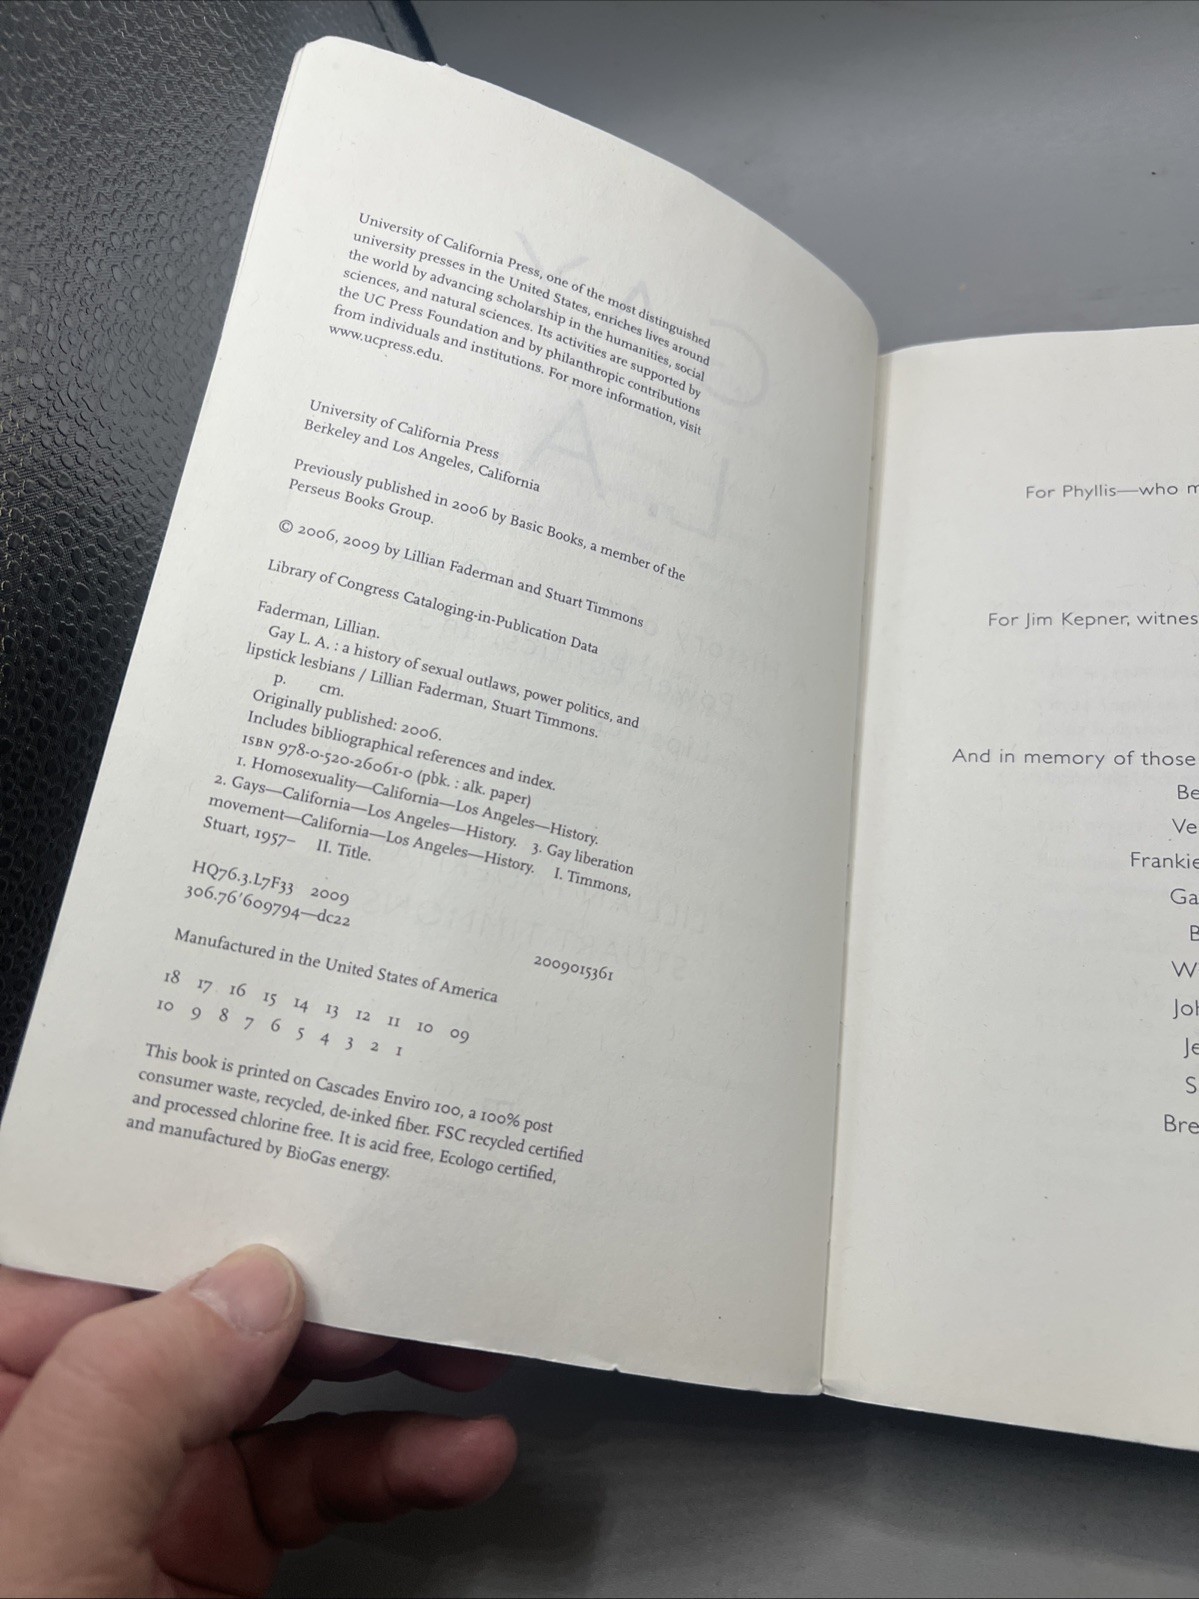 University of California Press, one of the most distinguished
university presses in the United States, enriches lives around
the world by advancing scholarship in the humanities, social
sciences, and natural sciences. Its activities are supported by
the UC Press Foundation and by philanthropic contributions
from individuals and institutions. For more information, visit
www.ucpress.edu.
University of California Press
Berkeley and Los Angeles, California
Previously published in 2006 by Basic Books, a member of the
Perseus Books Group.
© 2006, 2009 by Lillian Faderman and Stuart Timmons
Library of Congress Cataloging-in-Publication Data
Faderman, Lillian.
Gay L. A. : a history of sexual outlaws, power politics, and
lipstick lesbians / Lillian Faderman, Stuart Timmons.
p. cm.
Originally published: 2006.
Includes bibliographical references and index.
ISBN 978-0-520-26061-0 (pbk. : alk. paper)
1. Homosexuality—California—Los Angeles—History.
2. Gays—California—Los Angeles—History. 3. Gay liberation
movement—California—Los Angeles—History. I. Timmons,
Stuart, 1957– II. Title.
HQ76.3.L7F33 2009
306.76'609794—dc22
2009015361
Manufactured in the United States of America
18 17 16 15 14 13 12 11 10 09
10 9 8 7 6 5 4 3 2 1
This book is printed on Cascades Enviro 100, a 100% post
consumer waste, recycled, de-inked fiber. FSC recycled certified
and processed chlorine free. It is acid free, Ecologo certified,
and manufactured by BioGas energy.
For Phyllis—who m
For Jim Kepner, witnes
And in memory of those
Be
Ve
Frankie
Ga
B
W
Joh
Je
S
Bre